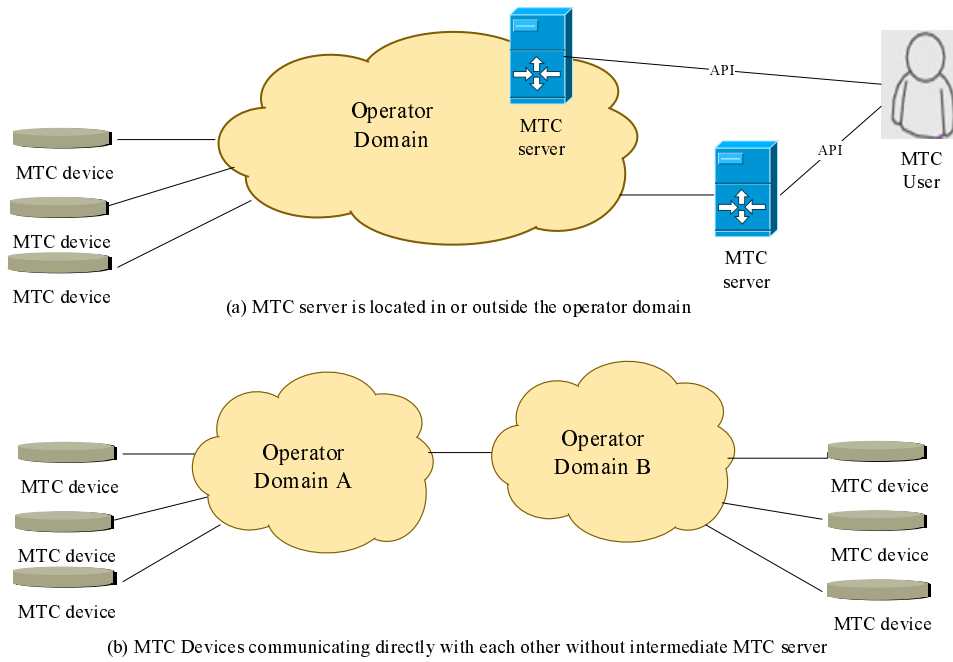 Operator
Domain
MTC
server
API
API
MTC
User
MTC device
MTC device
MTC device
MTC
server
(a) MTC server is located in or outside the operator domain
Operator
Domain A
Operator
Domain B
MTC device
MTC device
MTC device
MTC device
MTC device
MTC device
(b) MTC Devices communicating directly with each other without intermediate MTC server